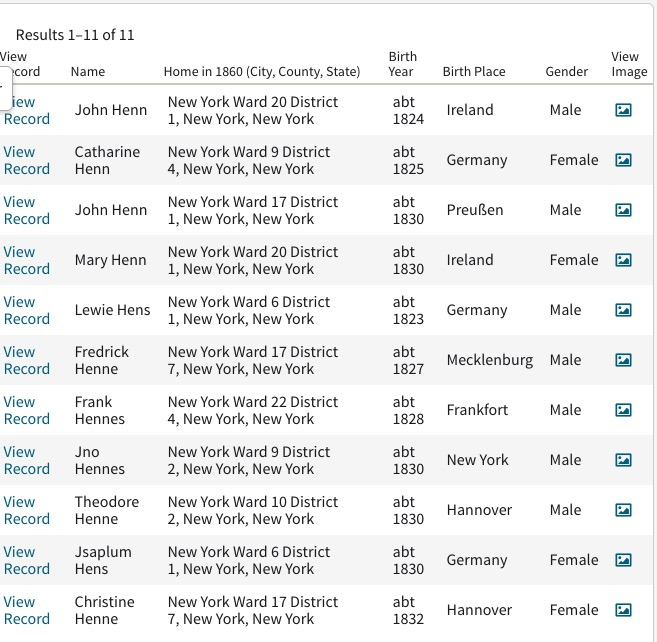 Results 1–11 of 11
View Name Home in 1860 (City, County, State) Birth Year Birth Place Gender View Image
View Record John Henn New York Ward 20 District 1, New York, New York abt 1824 Ireland Male
View Record Catharine Henn New York Ward 9 District 4, New York, New York abt 1825 Germany Female
View Record John Henn New York Ward 17 District 1, New York, New York abt 1830 Preußen Male
View Record Mary Henn New York Ward 20 District 1, New York, New York abt 1830 Ireland Female
View Record Lewie Hens New York Ward 6 District 1, New York, New York abt 1823 Germany Male
View Record Fredrick Henne New York Ward 17 District 7, New York, New York abt 1827 Mecklenburg Male
View Record Frank Hennes New York Ward 22 District 4, New York, New York abt 1828 Frankfort Male
View Record Jno Hennes New York Ward 9 District 2, New York, New York abt 1830 New York Male
View Record Theodore Henne New York Ward 10 District 2, New York, New York abt 1830 Hannover Male
View Record Jsaplum Hens New York Ward 6 District 1, New York, New York abt 1830 Germany Female
View Record Christine Henne New York Ward 17 District 7, New York, New York abt 1832 Hannover Female